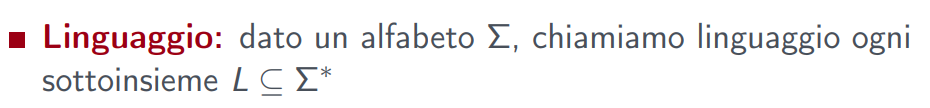 Linguaggio: dato un alfabeto Σ, chiamiamo linguaggio ogni
sottoinsieme L ⊆ Σ*